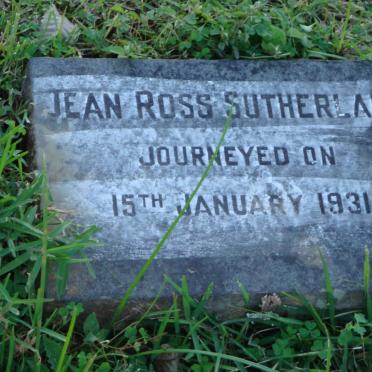 JEAN ROSS SUTHERLA
JOURNEYED ON
15TH JANUARY 1931